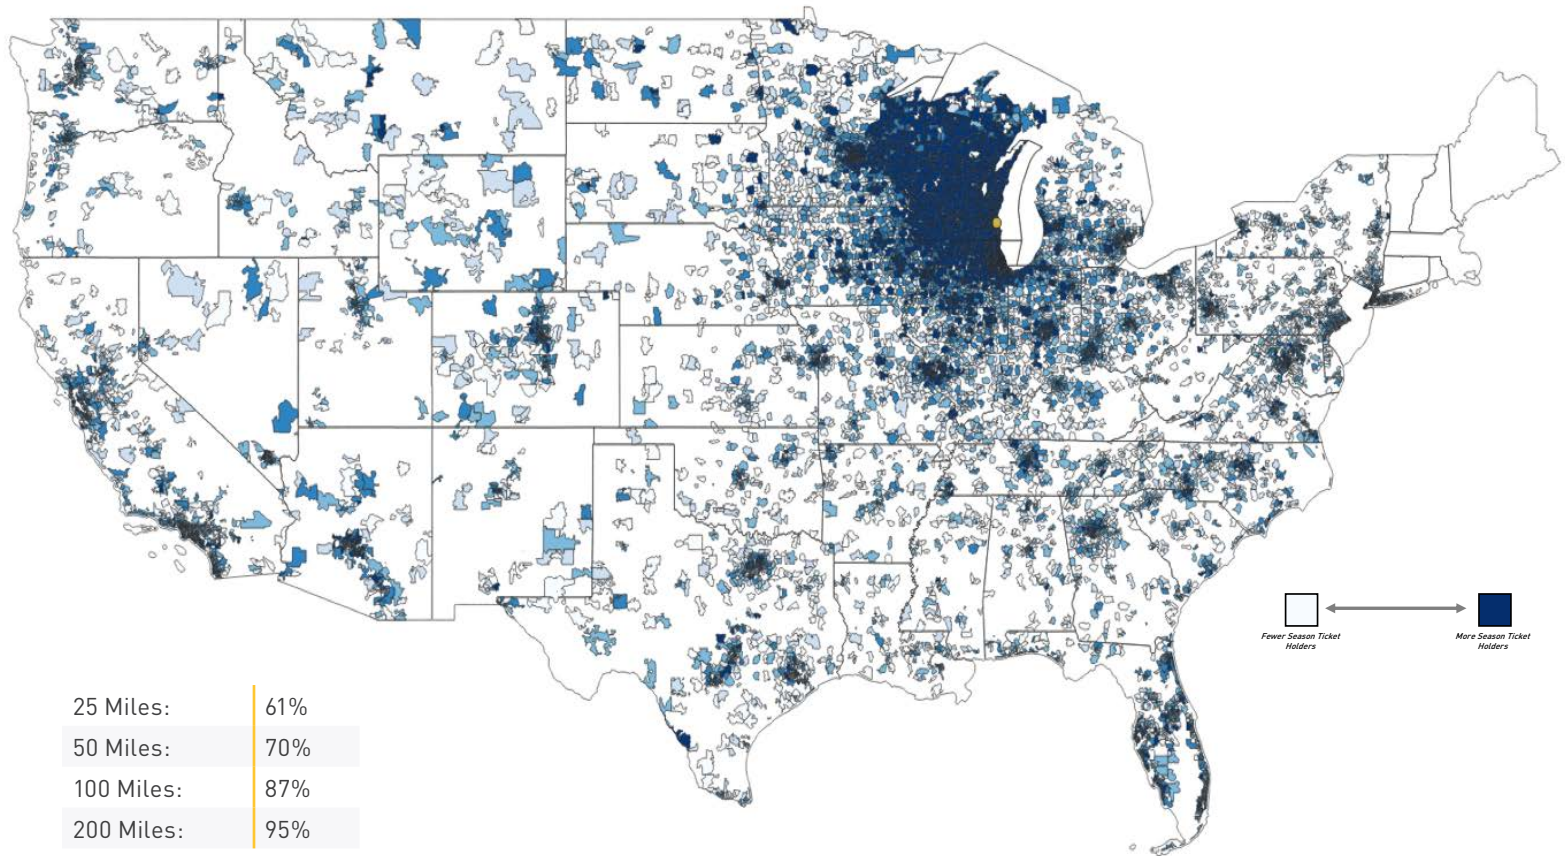 Fewer Season Ticket
Holders
More Season Ticket
Holders
25 Miles: 61%
50 Miles: 70%
100 Miles: 87%
200 Miles: 95%